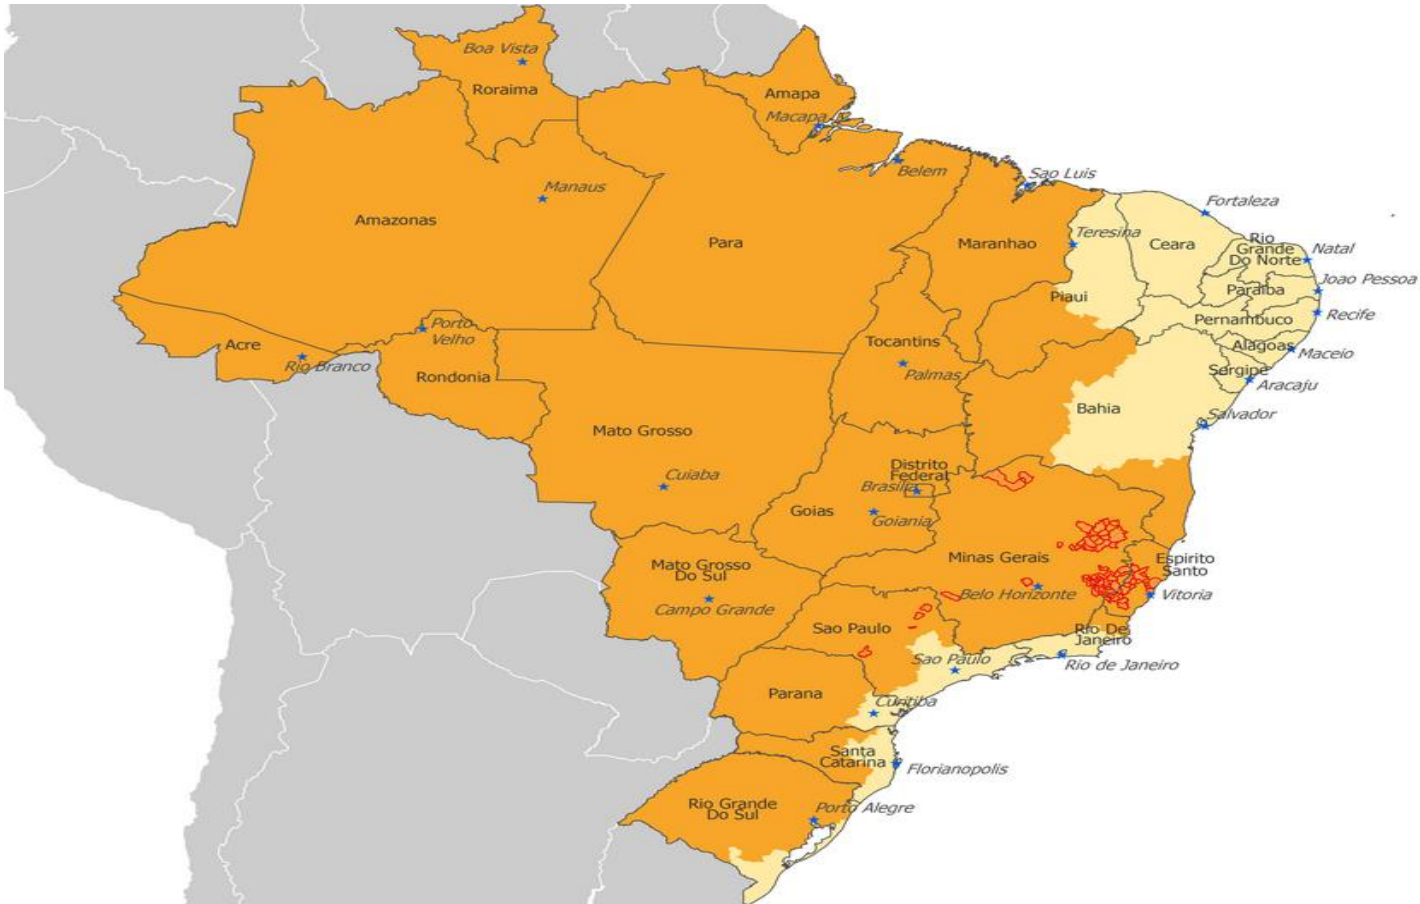 Boa Vista
Roraima
Amapa
Macapa
Belem
Sao Luis
Manaus
Fortaleza
Amazonas
Teresina
Para
Maranhao
Ceara
Rio
Grande
Do Norte
Natal
Joao Pessoa
Piaui
Paraiba
Recife
Pernambuco
Porto
Velho
Acre
Rio Branco
Tocantins
Alagoas
Maceio
Rondonia
Palmas
Sergipe
Aracaju
Bahia
Salvador
Mato Grosso
Cuiaba
Distrito
Federal
Brasilia
Goias
Goiania
Minas Gerais
Espirito
Santo
Mato Grosso
Do Sul
Campo Grande
Belo Horizonte
Vitoria
Sao Paulo
Rio De
Janeiro
Sao Paulo
Rio de Janeiro
Parana
Curitiba
Santa
Catarina
Florianopolis
Rio Grande
Do Sul
Porto Alegre